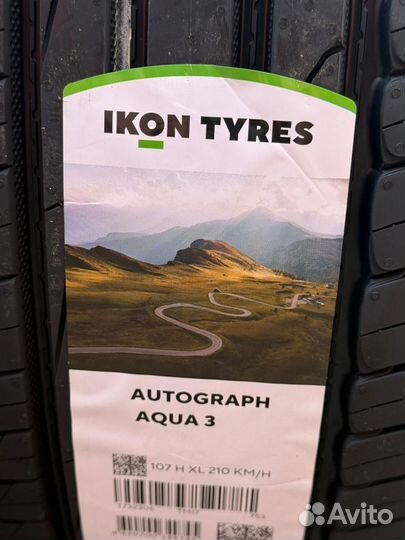 IKON TYRES
AUTOGRAPH
AQUA 3
107 H XL 210 KM/H
Avito